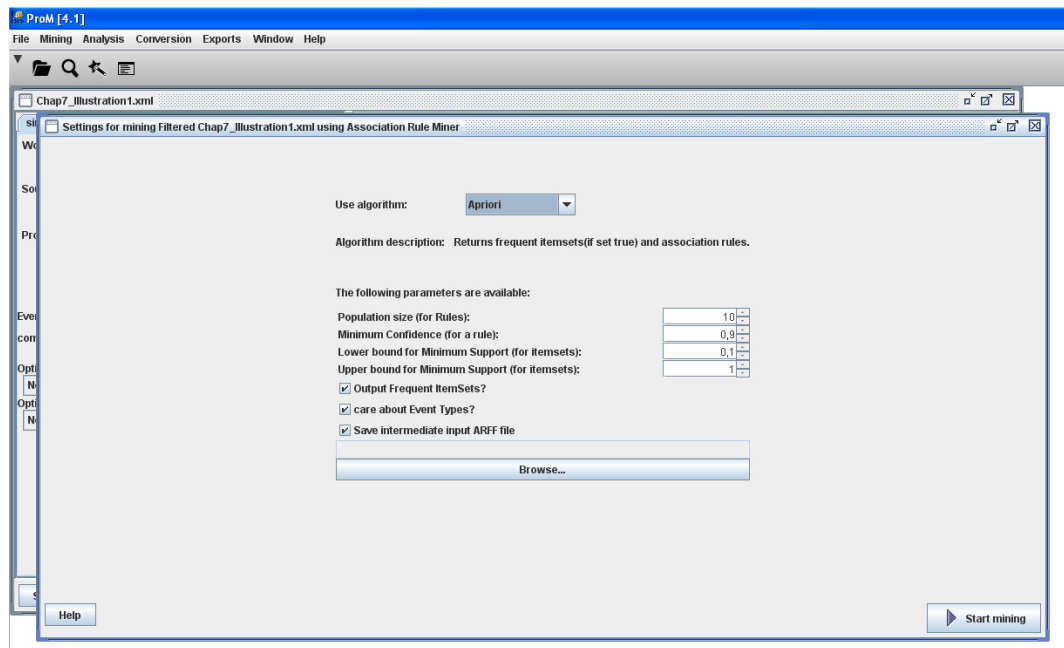 ProM [4.1]
File Mining Analysis Conversion Exports Window Help
Chap7_Illustration1.xml
Settings for mining Filtered Chap7_Illustration1.xml using Association Rule Miner
Use algorithm: Apriori
Algorithm description: Returns frequent itemsets(if set true) and association rules.
The following parameters are available:
Population size (for Rules): 10
Minimum Confidence (for a rule): 0,9
Lower bound for Minimum Support (for itemsets): 0,1
Upper bound for Minimum Support (for itemsets): 1
Output Frequent ItemSets?
care about Event Types?
Save intermediate input ARFF file
Browse...
Help
Start mining